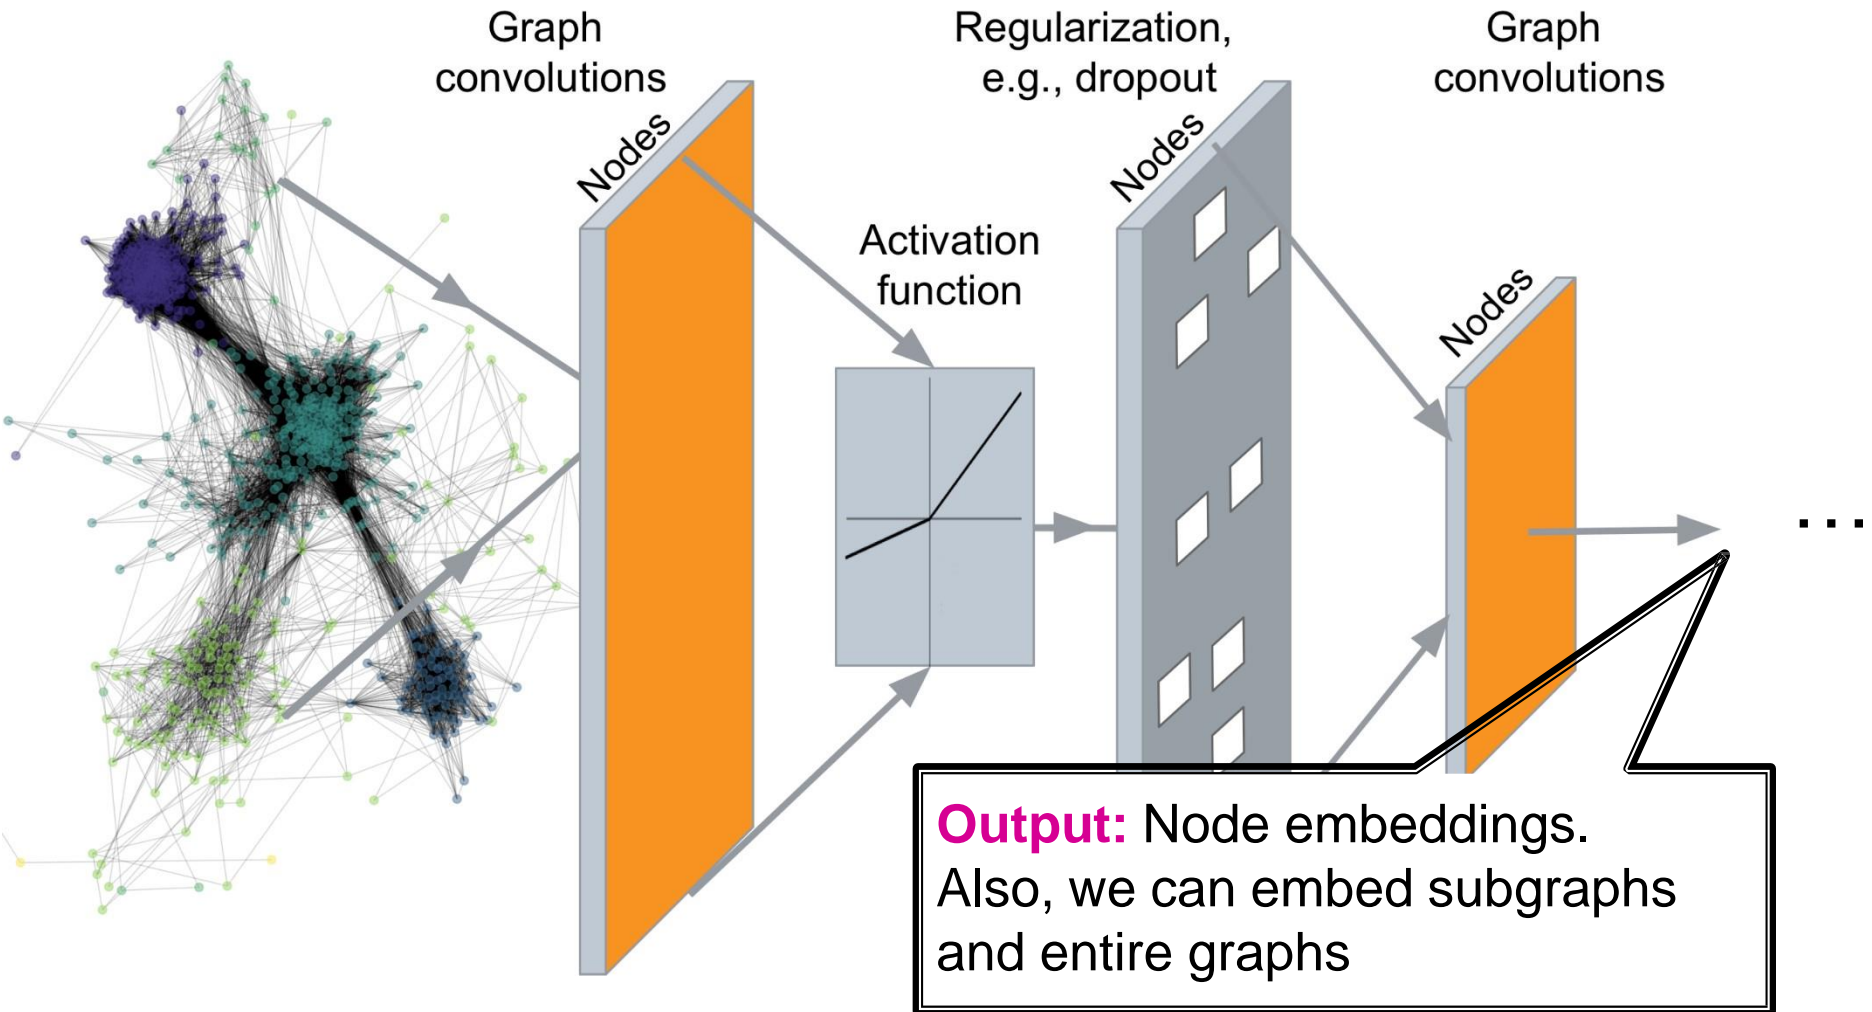 Graph
convolutions
Regularization,
e.g., dropout
Graph
convolutions
Nodes
Nodes
Activation
function
Nodes
...
Output: Node embeddings.
Also, we can embed subgraphs
and entire graphs